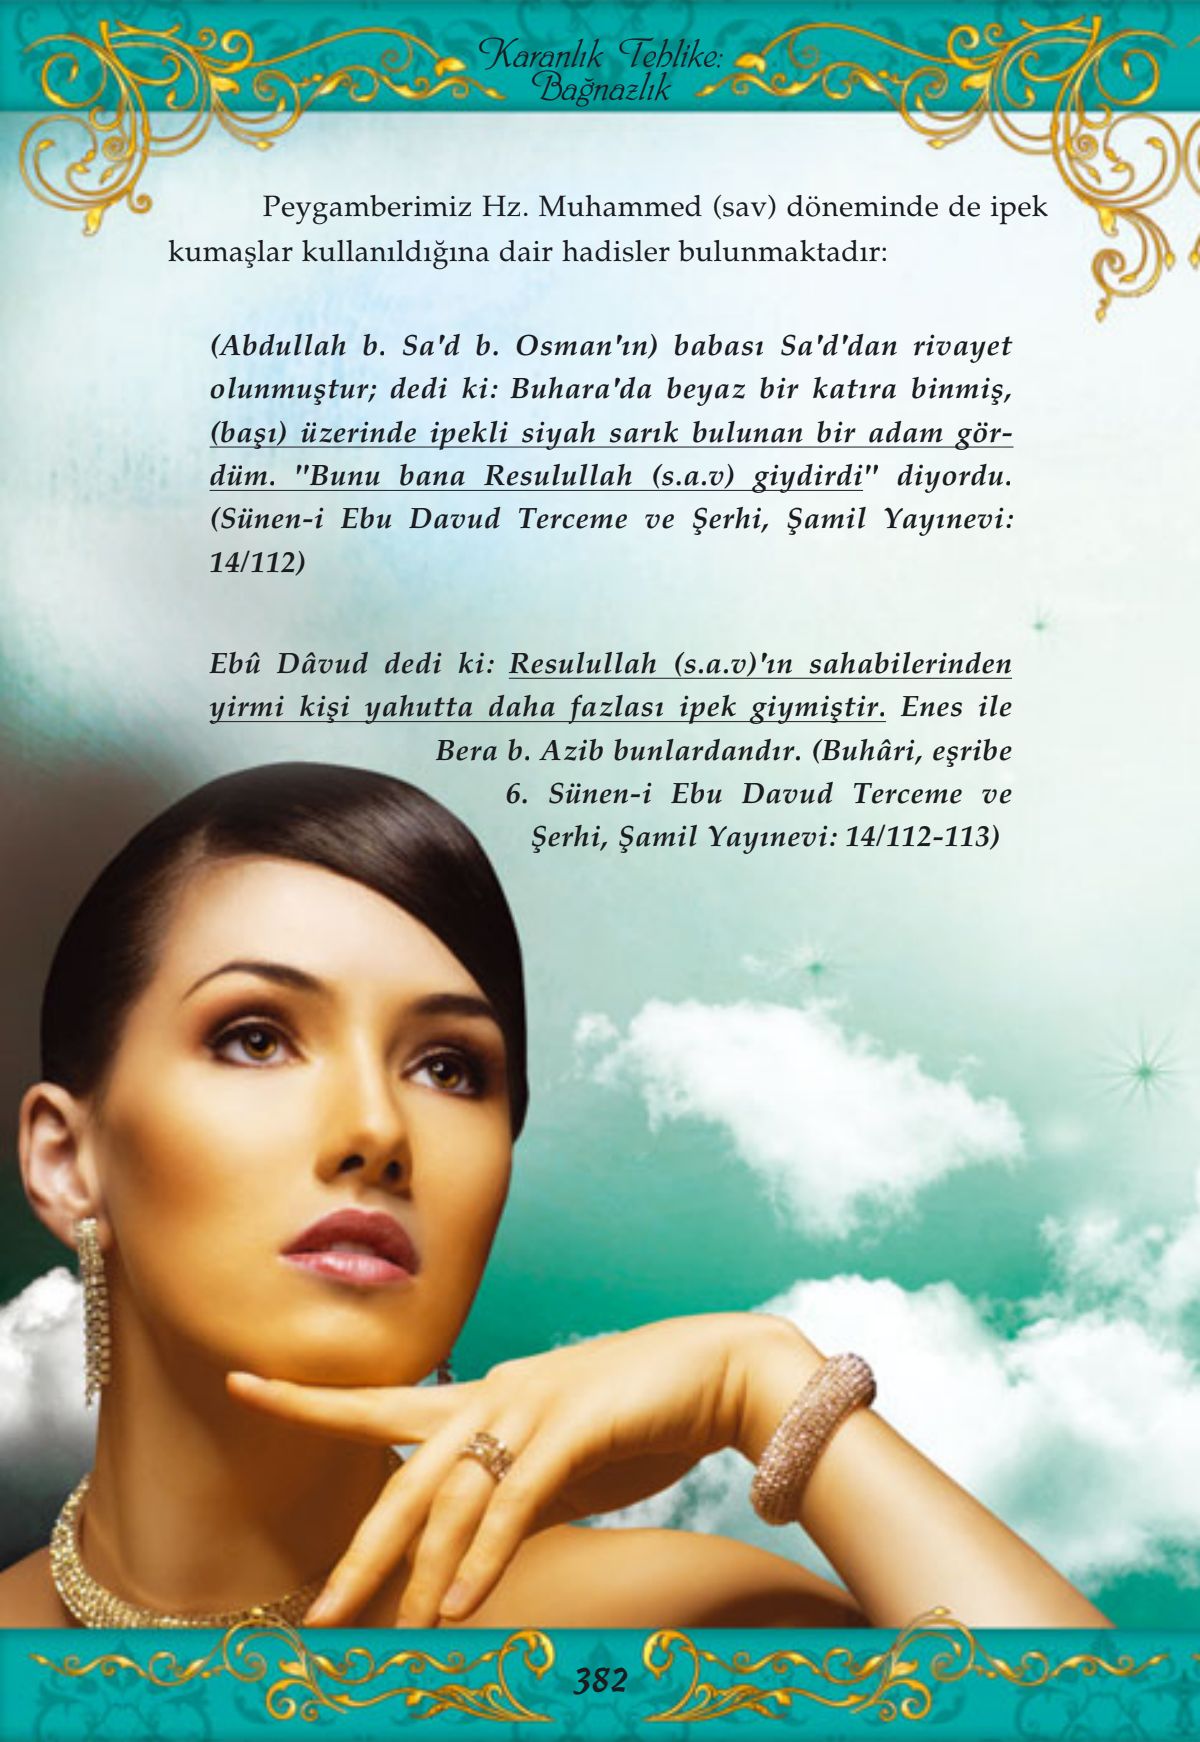 Karanlık Tehlike:
Bağnazlık
Peygamberimiz Hz. Muhammed (sav) döneminde de ipek
kumaşlar kullanıldığına dair hadisler bulunmaktadır:
(Abdullah b. Sa'd b. Osman'ın) babası Sa'd'dan rivayet
olunmuştur; dedi ki: Buhara'da beyaz bir katıra binmiş,
(başı) üzerinde ipekli siyah sarık bulunan bir adam gör-
düm. "Bunu bana Resulullah (s.a.v) giydirdi" diyordu.
(Sünen-i Ebu Davud Terceme ve Şerhi, Şamil Yayınevi:
14/112)
Ebû Dâvud dedi ki: Resulullah (s.a.v)'ın sahabilerinden
yirmi kişi yahutta daha fazlası ipek giymiştir. Enes ile
Bera b. Azib bunlardandır. (Buhâri, eşribe
6. Sünen-i Ebu Davud Terceme ve
Şerhi, Şamil Yayınevi: 14/112-113)
382